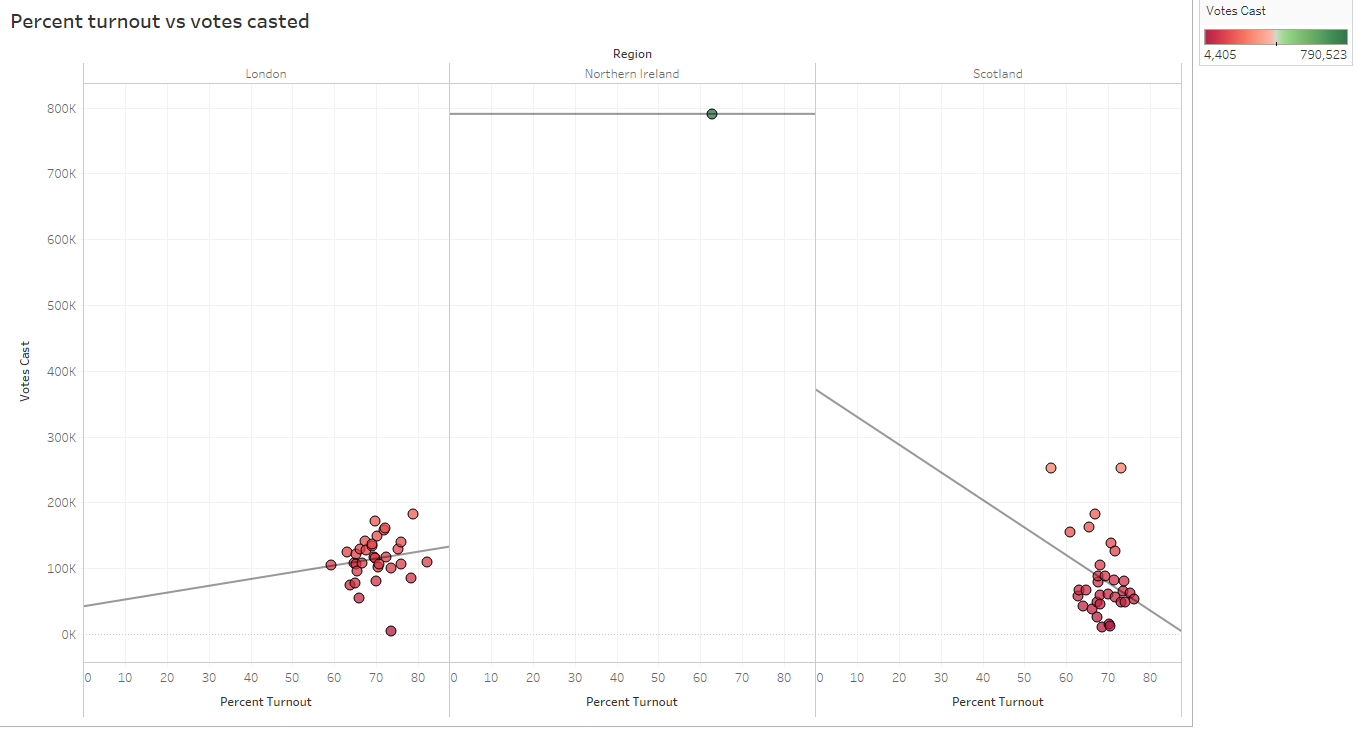 Percent turnout vs votes casted
Votes Cast
4,405 790,523
Region
London Northern Ireland Scotland
800K
700K
600K
500K
400K
300K
200K
100K
0K
Votes Cast
0 10 20 30 40 50 60 70 80 0 10 20 30 40 50 60 70 80 0 10 20 30 40 50 60 70 80
Percent Turnout Percent Turnout Percent Turnout